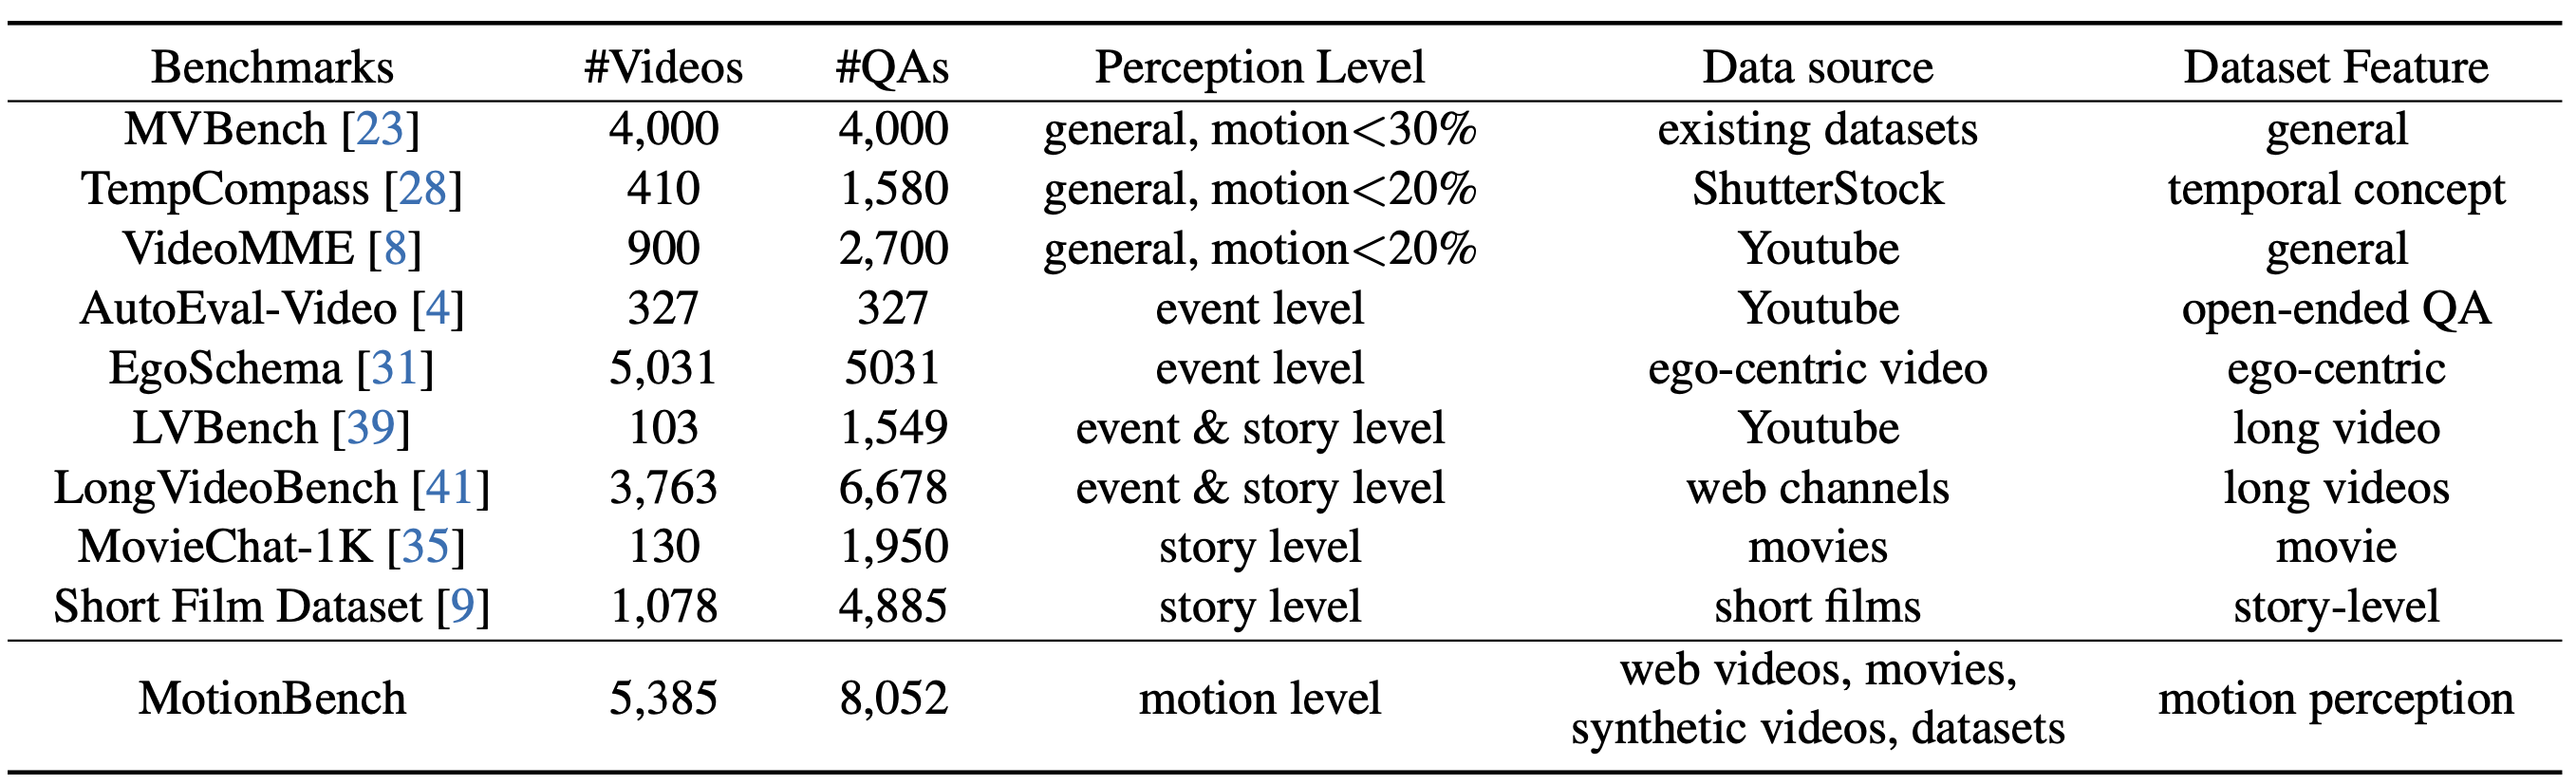 Benchmarks #Videos #QAs Perception Level Data source Dataset Feature
MVBench [23] 4,000 4,000 general, motion<30% existing datasets general
TempCompass [28] 410 1,580 general, motion<20% ShutterStock temporal concept
VideoMME [8] 900 2,700 general, motion<20% Youtube general
AutoEval-Video [4] 327 327 event level Youtube open-ended QA
EgoSchema [31] 5,031 5031 event level ego-centric video ego-centric
LVBench [39] 103 1,549 event & story level Youtube long video
LongVideoBench [41] 3,763 6,678 event & story level web channels long videos
MovieChat-1K [35] 130 1,950 story level movies movie
Short Film Dataset [9] 1,078 4,885 story level short films story-level
MotionBench 5,385 8,052 motion level web videos, movies,
synthetic videos, datasets motion perception